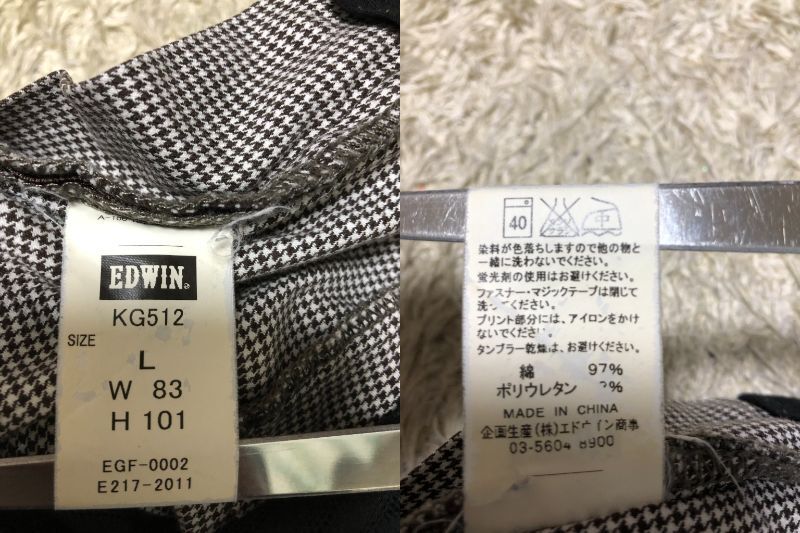 EDWIN
KG512
SIZE
L
W 83
H 101
EGF-0002
E217-2011
40
中
染料が色落ちしますので他の物と
一緒に洗わないでください。
蛍光剤の使用はお避けください。
ファスナー・マジックテープは閉じて
洗ってください。
プリント部分には、アイロンをかけ
ないでください。
タンブラー乾燥は、お避けください。
綿 97%
ポリウレタン %
MADE IN CHINA
企画生産(株)エドウイン商事
03-5604 8900